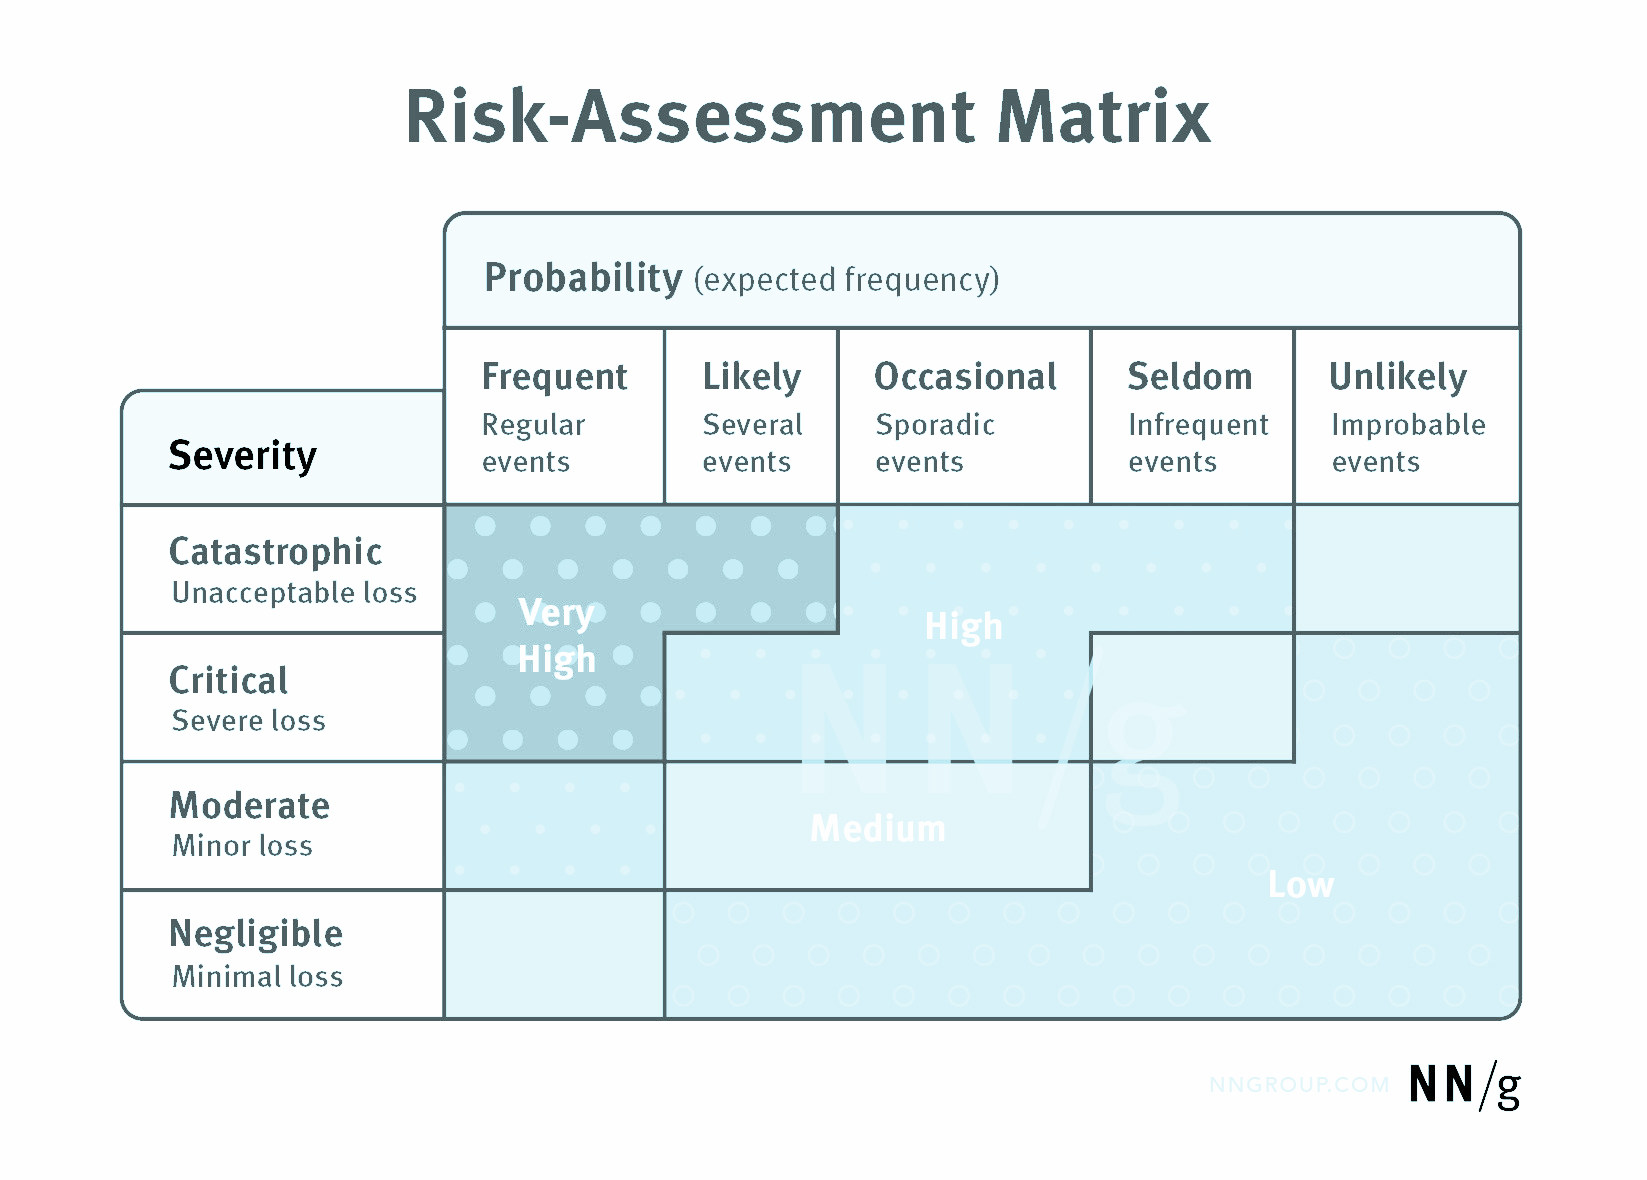 Risk-Assessment Matrix
Probability (expected frequency)
Frequent
Regular
events
Likely
Several
events
Occasional
Sporadic
events
Seldom
Infrequent
events
Unlikely
Improbable
events
Severity
Catastrophic
Unacceptable loss
Critical
Severe loss
Moderate
Minor loss
Negligible
Minimal loss
Very
High
High
Medium
Low
NN/g
NNGROUP.COM NN/g